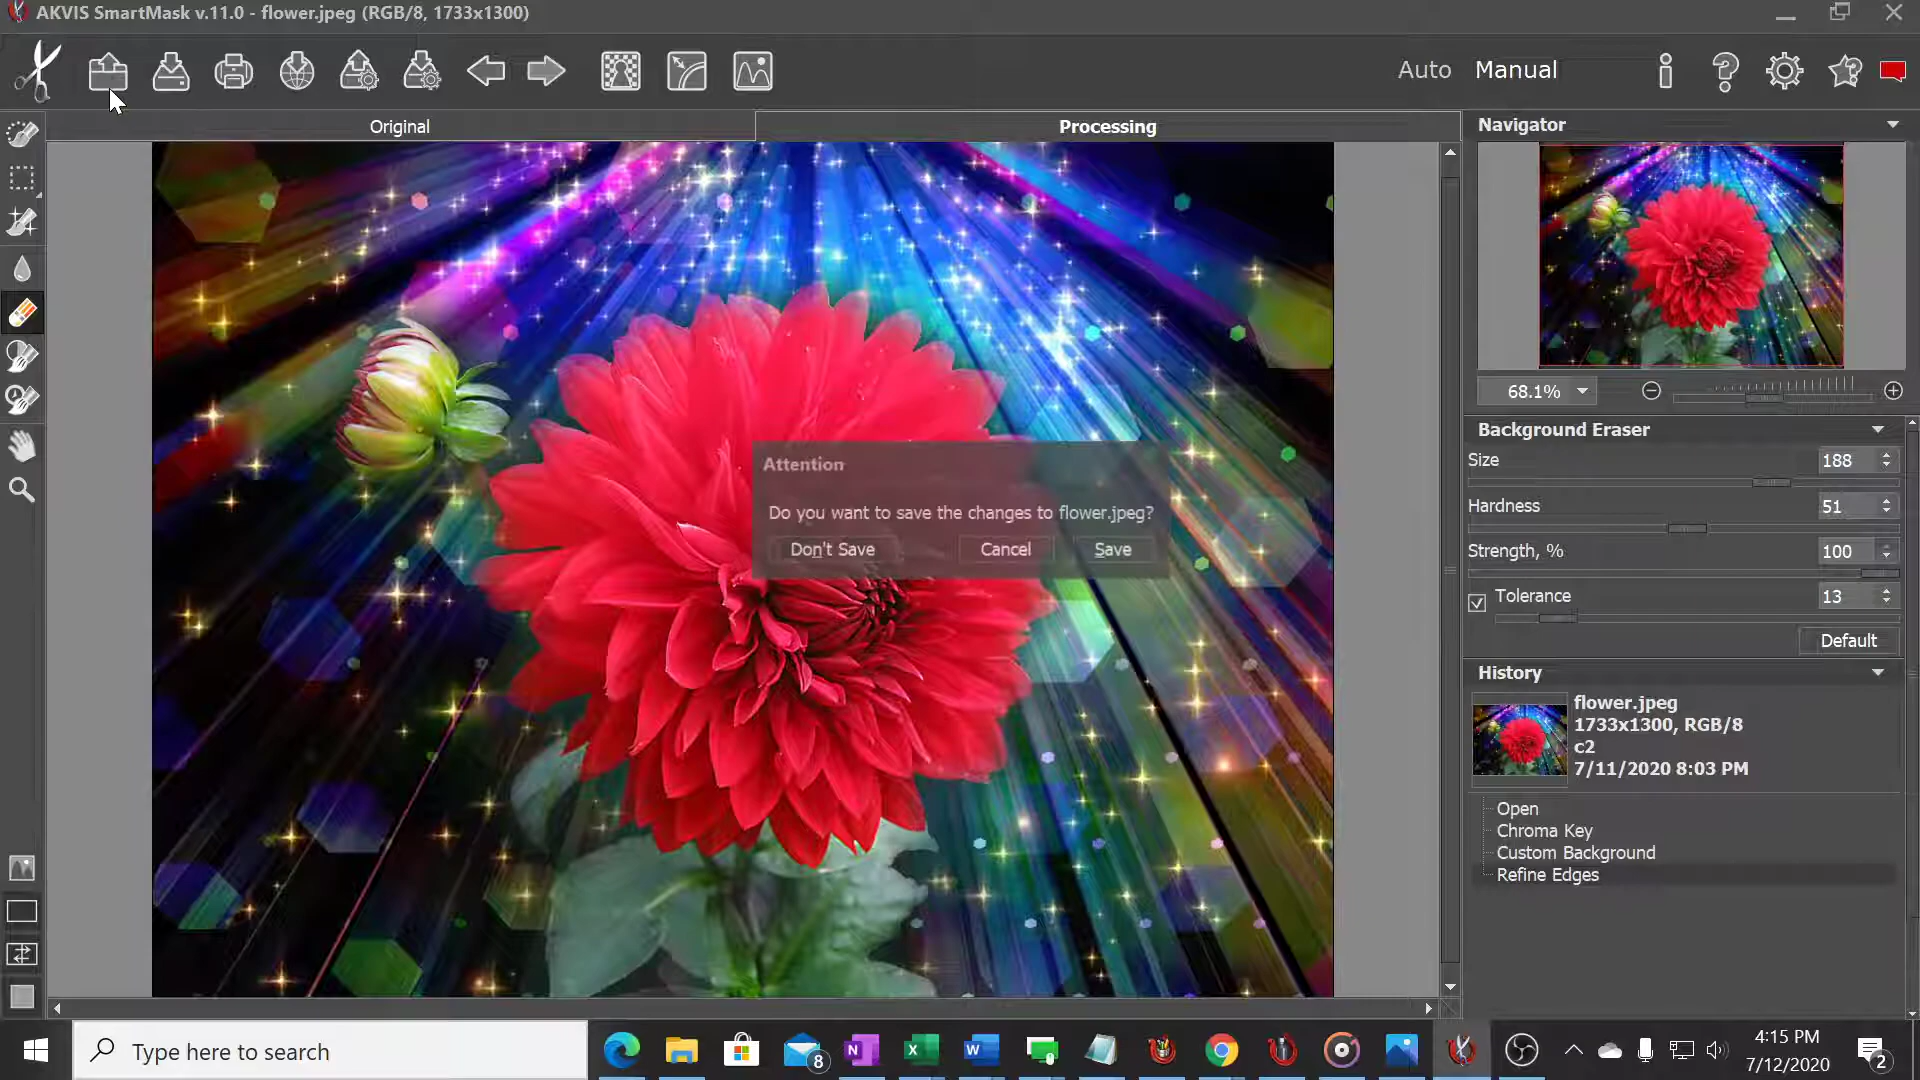 AKVIS SmartMask v.11.0 - flower.jpeg (RGB/8, 1733x1300)
Auto Manual
Original
Processing
Navigator
68.1%
Background Eraser
Size 188
Hardness 51
Strength, % 100
Tolerance 13
Default
History
flower.jpeg
1733x1300, RGB/8
c2
7/11/2020 8:03 PM
Open
Chroma Key
Custom Background
Refine Edges
Attention
Do you want to save the changes to flower.jpeg?
Don't Save Cancel Save
Type here to search
8
N
X
W
4:15 PM
7/12/2020
2